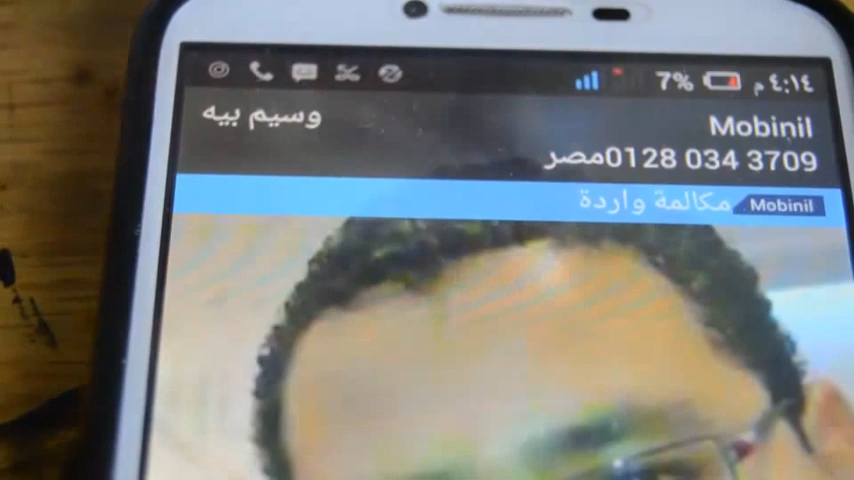 7% م ٤:١٤
وسيم بيه
Mobinil
0128 034 3709مصر
مكالمة واردة Mobinil